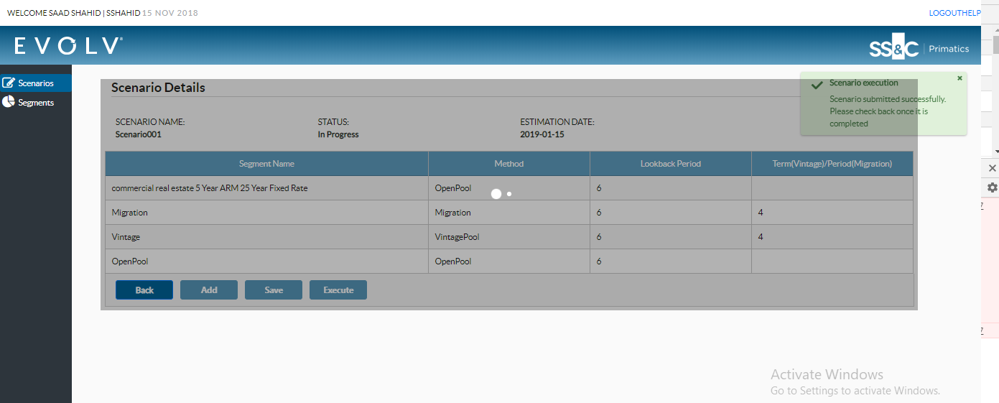 WELCOME SAAD SHAHID | SSHAHID 15 NOV 2018 LOGOUTHELP
EVOLV® SS&C Primatics
Scenarios
Segments
Scenario Details
Scenario execution
Scenario submitted successfully.
Please check back once it is
completed
SCENARIO NAME: STATUS: ESTIMATION DATE:
Scenario001 In Progress 2019-01-15
Segment Name Method Lookback Period Term(Vintage)/Period(Migration)
commercial real estate 5 Year ARM 25 Year Fixed Rate OpenPool 6
Migration Migration 6 4
Vintage VintagePool 6 4
OpenPool OpenPool 6
Back Add Save Execute
Activate Windows
Go to Settings to activate Windows.